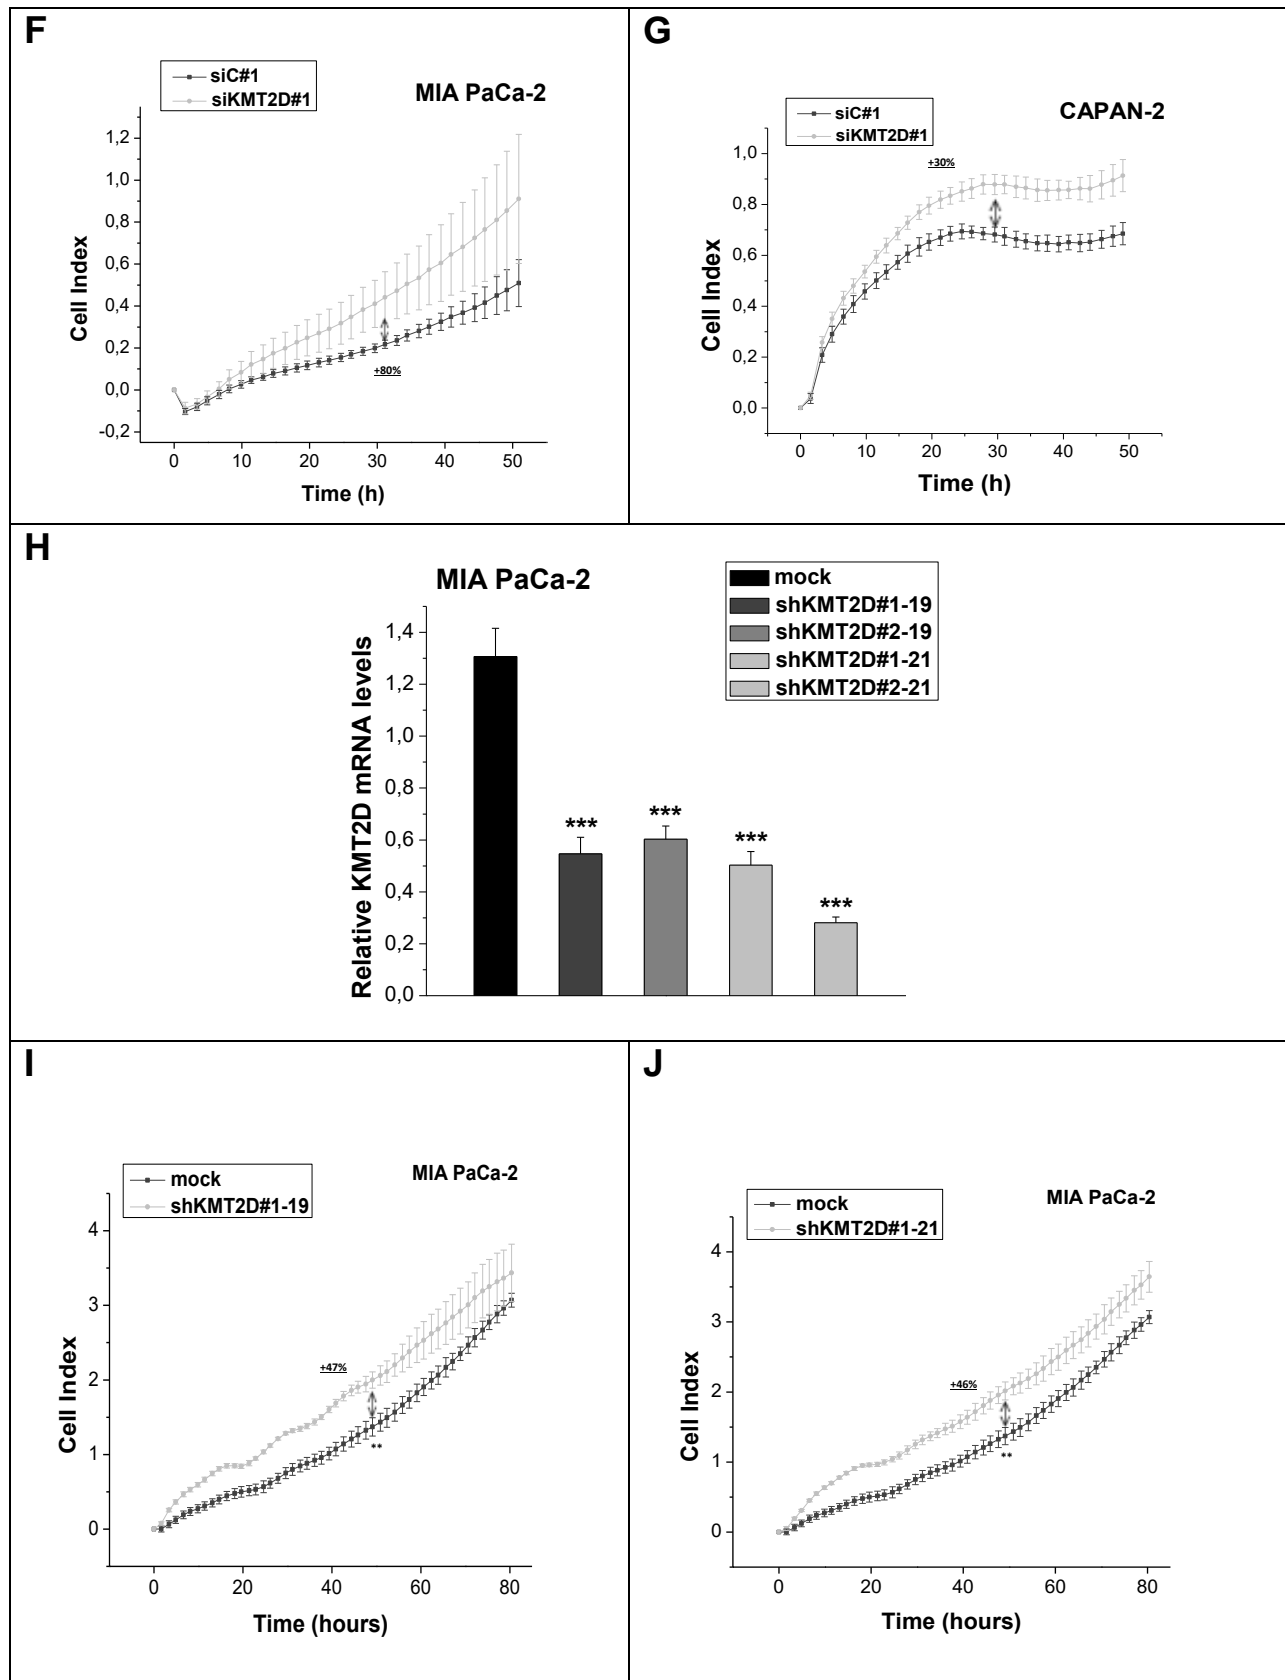 F
siC#1
siKMT2D#1
MIA PaCa-2
1,2
1,0
0,8
0,6
0,4
0,2
0,0
-0,2
Cell Index
+80%
0 10 20 30 40 50
Time (h)
G
siC#1
siKMT2D#1
CAPAN-2
+30%
1,0
0,8
0,6
0,4
0,2
0,0
Cell Index
0 10 20 30 40 50
Time (h)
H
MIA PaCa-2
mock
shKMT2D#1-19
shKMT2D#2-19
shKMT2D#1-21
shKMT2D#2-21
Relative KMT2D mRNA levels
1,4
1,2
1,0
0,8
0,6
0,4
0,2
0,0
*** *** *** ***
I
mock
shKMT2D#1-19
MIA PaCa-2
4
3
2
1
0
Cell Index
+47%
**
0 20 40 60 80
Time (hours)
J
mock
shKMT2D#1-21
MIA PaCa-2
4
3
2
1
0
Cell Index
+46%
**
0 20 40 60 80
Time (hours)